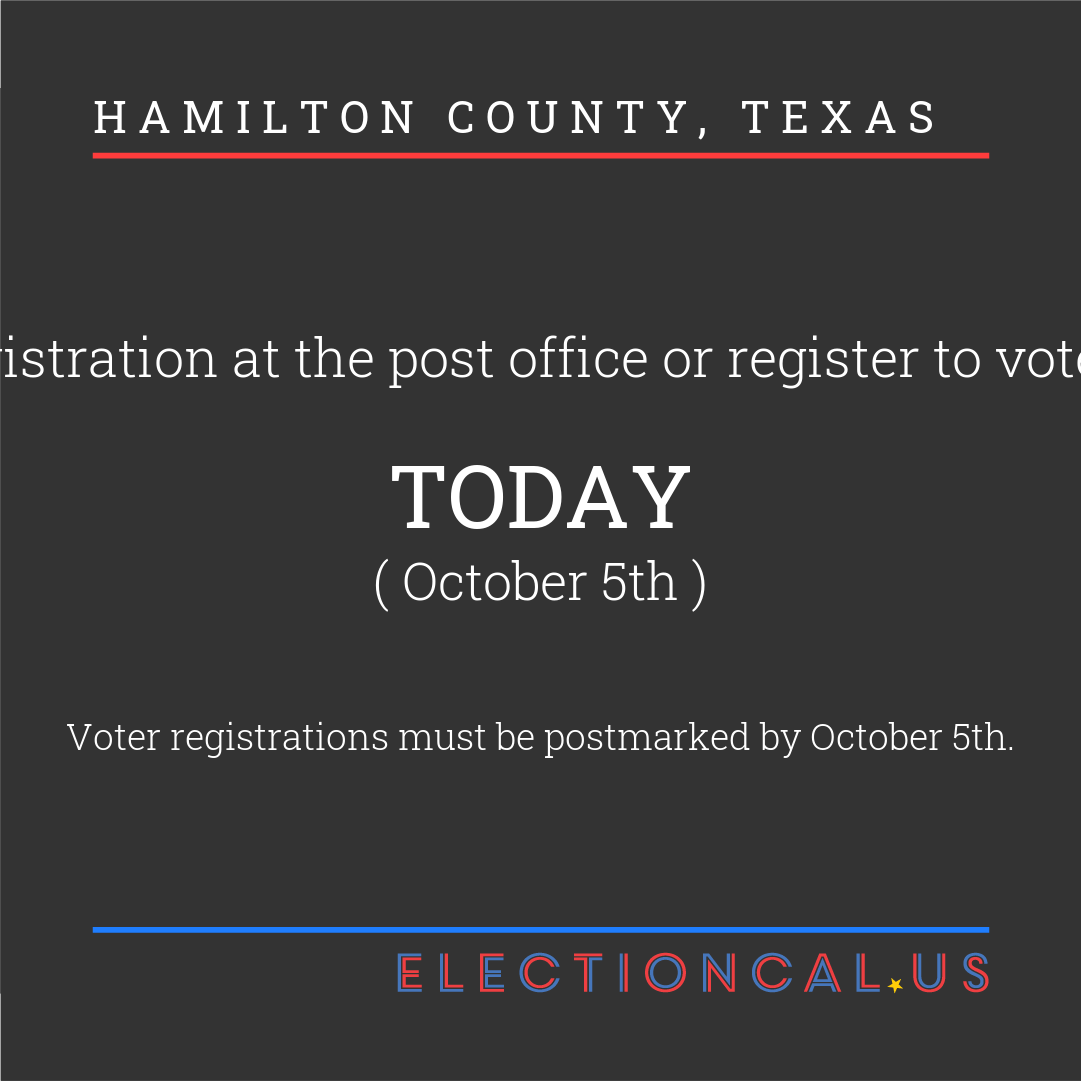 HAMILTON COUNTY, TEXAS
istration at the post office or register to vote
TODAY
( October 5th )
Voter registrations must be postmarked by October 5th.
ELECTIONCAL.US